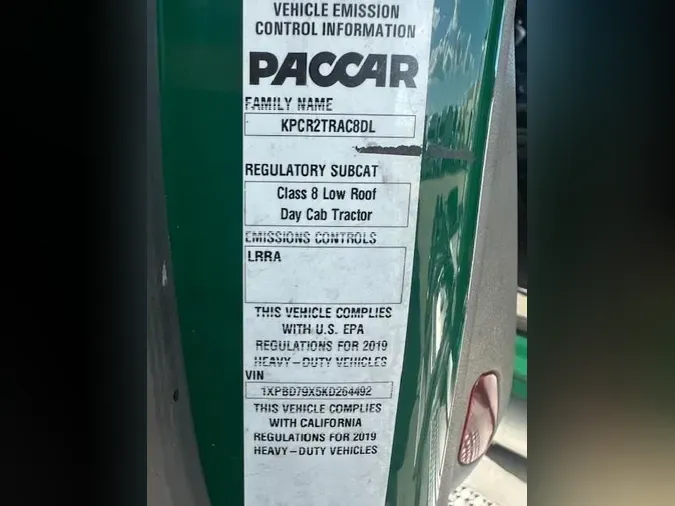 VEHICLE EMISSION
CONTROL INFORMATION
PACCAR
FAMILY NAME
KPCR2TRAC8DL
REGULATORY SUBCAT
Class 8 Low Roof
Day Cab Tractor
EMISSIONS CONTROLS
LRRA
THIS VEHICLE COMPLIES
WITH U.S. EPA
REGULATIONS FOR 2019
HEAVY-DUTY VEHICLES
VIN
1XPBD79X5KD264492
THIS VEHICLE COMPLIES
WITH CALIFORNIA
REGULATIONS FOR 2019
HEAVY-DUTY VEHICLES